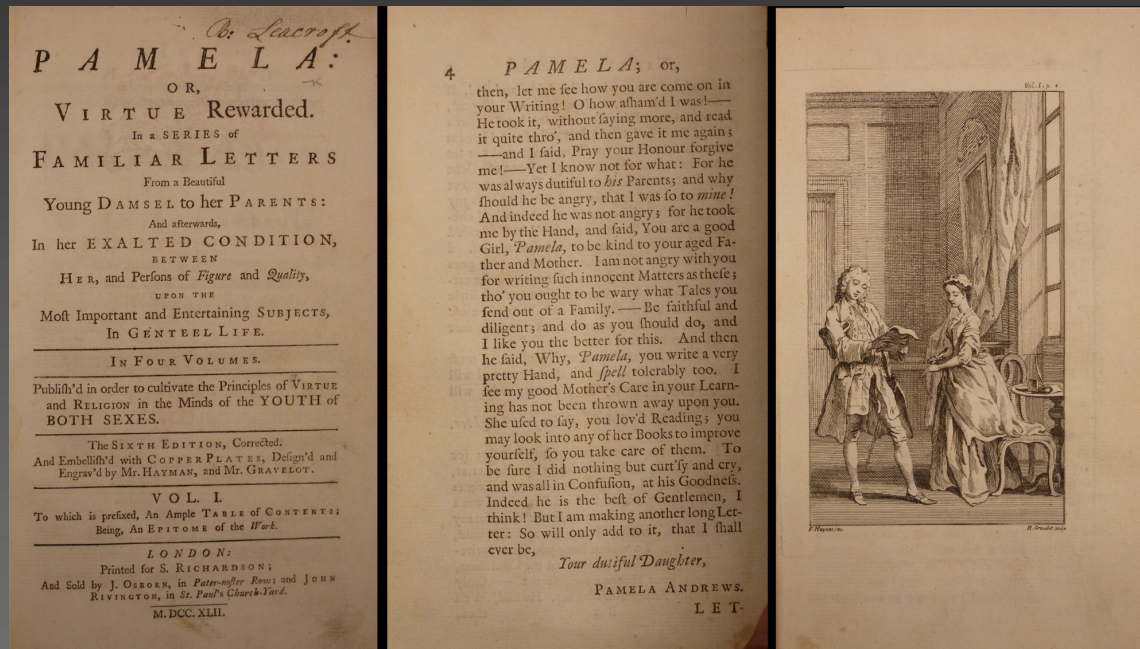 B: Leacroft.
PAMELA:
OR,
VIRTUE Rewarded.
In a SERIES of
FAMILIAR LETTERS
From a Beautiful
Young DAMSEL to her PARENTS:
And afterwards,
In her EXALTED CONDITION,
BETWEEN
HER, and Perſons of Figure and Quality,
UPON THE
Moſt Important and Entertaining SUBJECTS,
In GENTEEL LIFE.
IN FOUR VOLUMES.
Publiſh'd in order to cultivate the Principles of VIRTUE
and RELIGION in the Minds of the YOUTH of
BOTH SEXES.
The SIXTH EDITION, Corrected.
And Embelliſh'd with COPPER PLATES, Deſign'd and
Engrav'd by Mr. HAYMAN, and Mr. GRAVELOT.
VOL. I.
To which is prefixed, An Ample TABLE of CONTENTS;
Being, An EPITOME of the Work.
LONDON:
Printed for S. RICHARDSON;
And Sold by J. OSBORN, in Pater-noſter Row; and JOHN
RIVINGTON, in St. Paul's Church-Yard.
M.DCC.XLII.
4 PAMELA; or,
then, let me ſee how you are come on in
your Writing! O how aſham'd I was!——
He took it, without ſaying more, and read
it quite thro', and then gave it me again;
——and I ſaid, Pray your Honour forgive
me!——Yet I know not for what: For he
was always dutiful to his Parents; and why
ſhould he be angry, that I was ſo to mine!
And indeed he was not angry; for he took
me by the Hand, and ſaid, You are a good
Girl, Pamela, to be kind to your aged Fa-
ther and Mother. I am not angry with you
for writing ſuch innocent Matters as theſe;
tho' you ought to be wary what Tales you
ſend out of a Family.——Be faithful and
diligent; and do as you ſhould do, and
I like you the better for this. And then
he ſaid, Why, Pamela, you write a very
pretty Hand, and ſpell tolerably too. I
ſee my good Mother's Care in your Learn-
ing has not been thrown away upon you.
She uſed to ſay, you lov'd Reading; you
may look into any of her Books to improve
yourſelf, ſo you take care of them. To
be ſure I did nothing but curt'ſy and cry,
and was all in Confuſion, at his Goodneſs.
Indeed he is the beſt of Gentlemen, I
think! But I am making another long Let-
ter: So will only add to it, that I ſhall
ever be,
Your dutiful Daughter,
PAMELA ANDREWS.
LET-
Vol. I. p. 4.
F. Hayman inv.
H. Gravelot sculp.